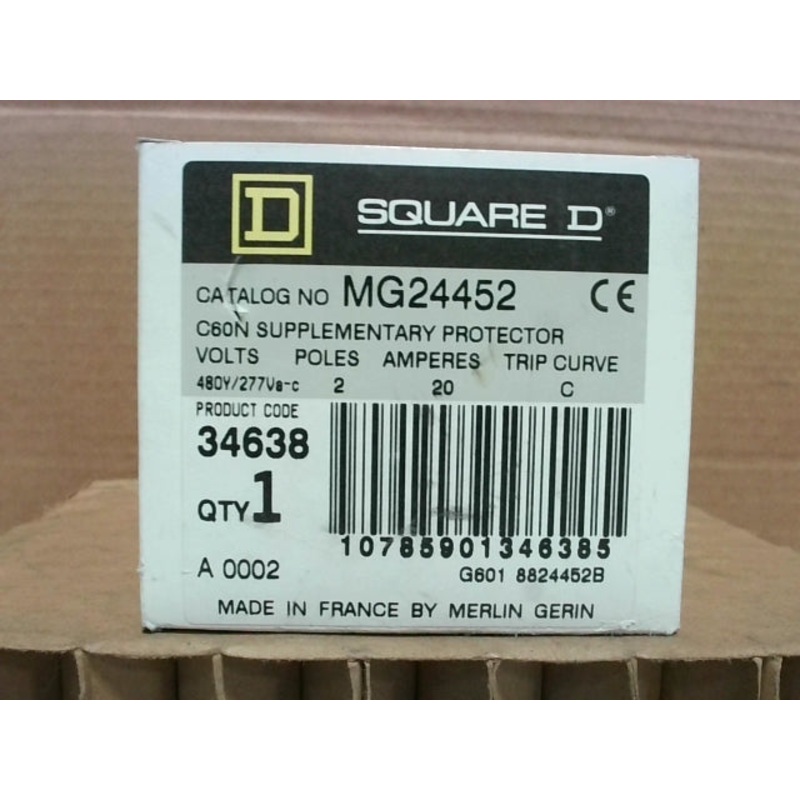 D SQUARE D®
CATALOG NO MG24452 CE
C60N SUPPLEMENTARY PROTECTOR
VOLTS POLES AMPERES TRIP CURVE
480Y/277Va-c 2 20 C
PRODUCT CODE
34638
QTY 1
10785901346385
A 0002 G601 8824452B
MADE IN FRANCE BY MERLIN GERIN